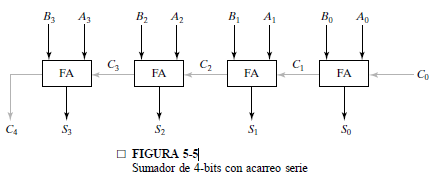 B3 A3 B2 A2 B1 A1 B0 A0
FA C3 FA C2 FA C1 FA C0
C4 S3 S2 S1 S0
□ FIGURA 5-5
Sumador de 4-bits con acarreo serie